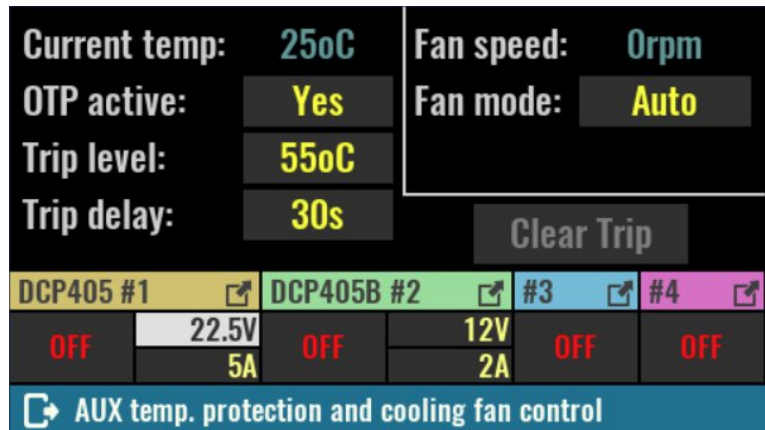 Current temp: 25oC Fan speed: 0rpm
OTP active: Yes Fan mode: Auto
Trip level: 55oC
Trip delay: 30s
Clear Trip
DCP405 #1 DCP405B #2 #3 #4
OFF 22.5V OFF 12V OFF OFF
5A 2A
AUX temp. protection and cooling fan control